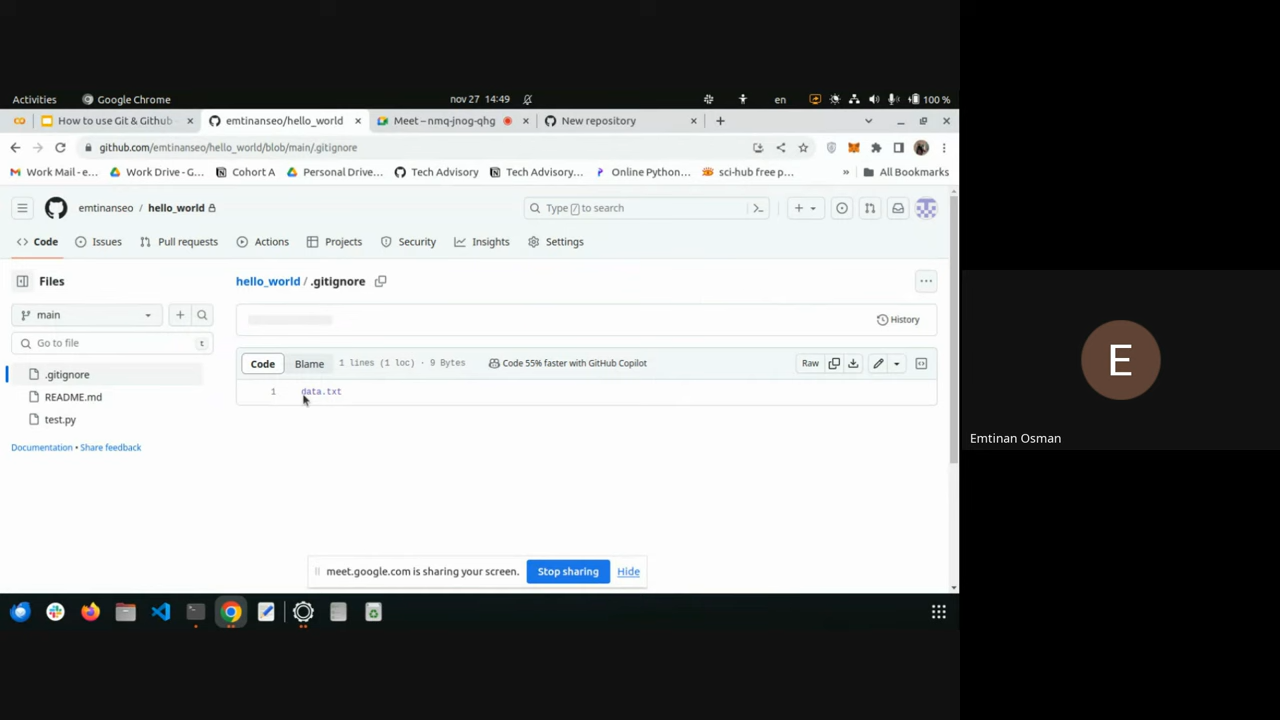 Activities Google Chrome nov 27 14:49 en 100 %
How to use Git & Github emtinanseo/hello_world Meet – nmq-jnog-qhg New repository
github.com/emtinanseo/hello_world/blob/main/.gitignore
Work Mail - e... Work Drive - G... Cohort A Personal Drive... Tech Advisory Tech Advisory... Online Python... sci-hub free p... » All Bookmarks
emtinanseo / hello_world Type / to search
Code Issues Pull requests Actions Projects Security Insights Settings
Files
hello_world / .gitignore
main
History
Go to file t
Code Blame 1 lines (1 loc) · 9 Bytes Code 55% faster with GitHub Copilot Raw
.gitignore
1 data.txt
README.md
test.py
Documentation • Share feedback
meet.google.com is sharing your screen. Stop sharing Hide
E
Emtinan Osman